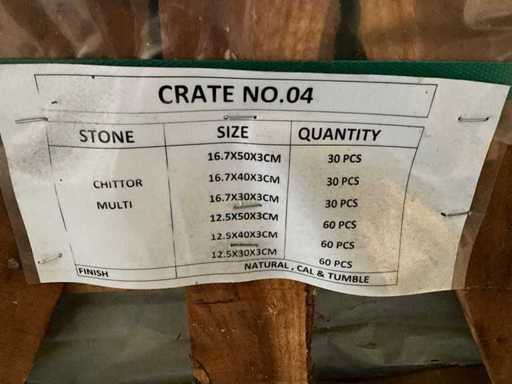 CRATE NO.04
STONE SIZE QUANTITY
16.7X50X3CM 30 PCS
CHITTOR 16.7X40X3CM 30 PCS
MULTI 16.7X30X3CM 30 PCS
12.5X50X3CM 60 PCS
12.5X40X3CM 60 PCS
12.5X30X3CM 60 PCS
FINISH NATURAL, CAL & TUMBLE